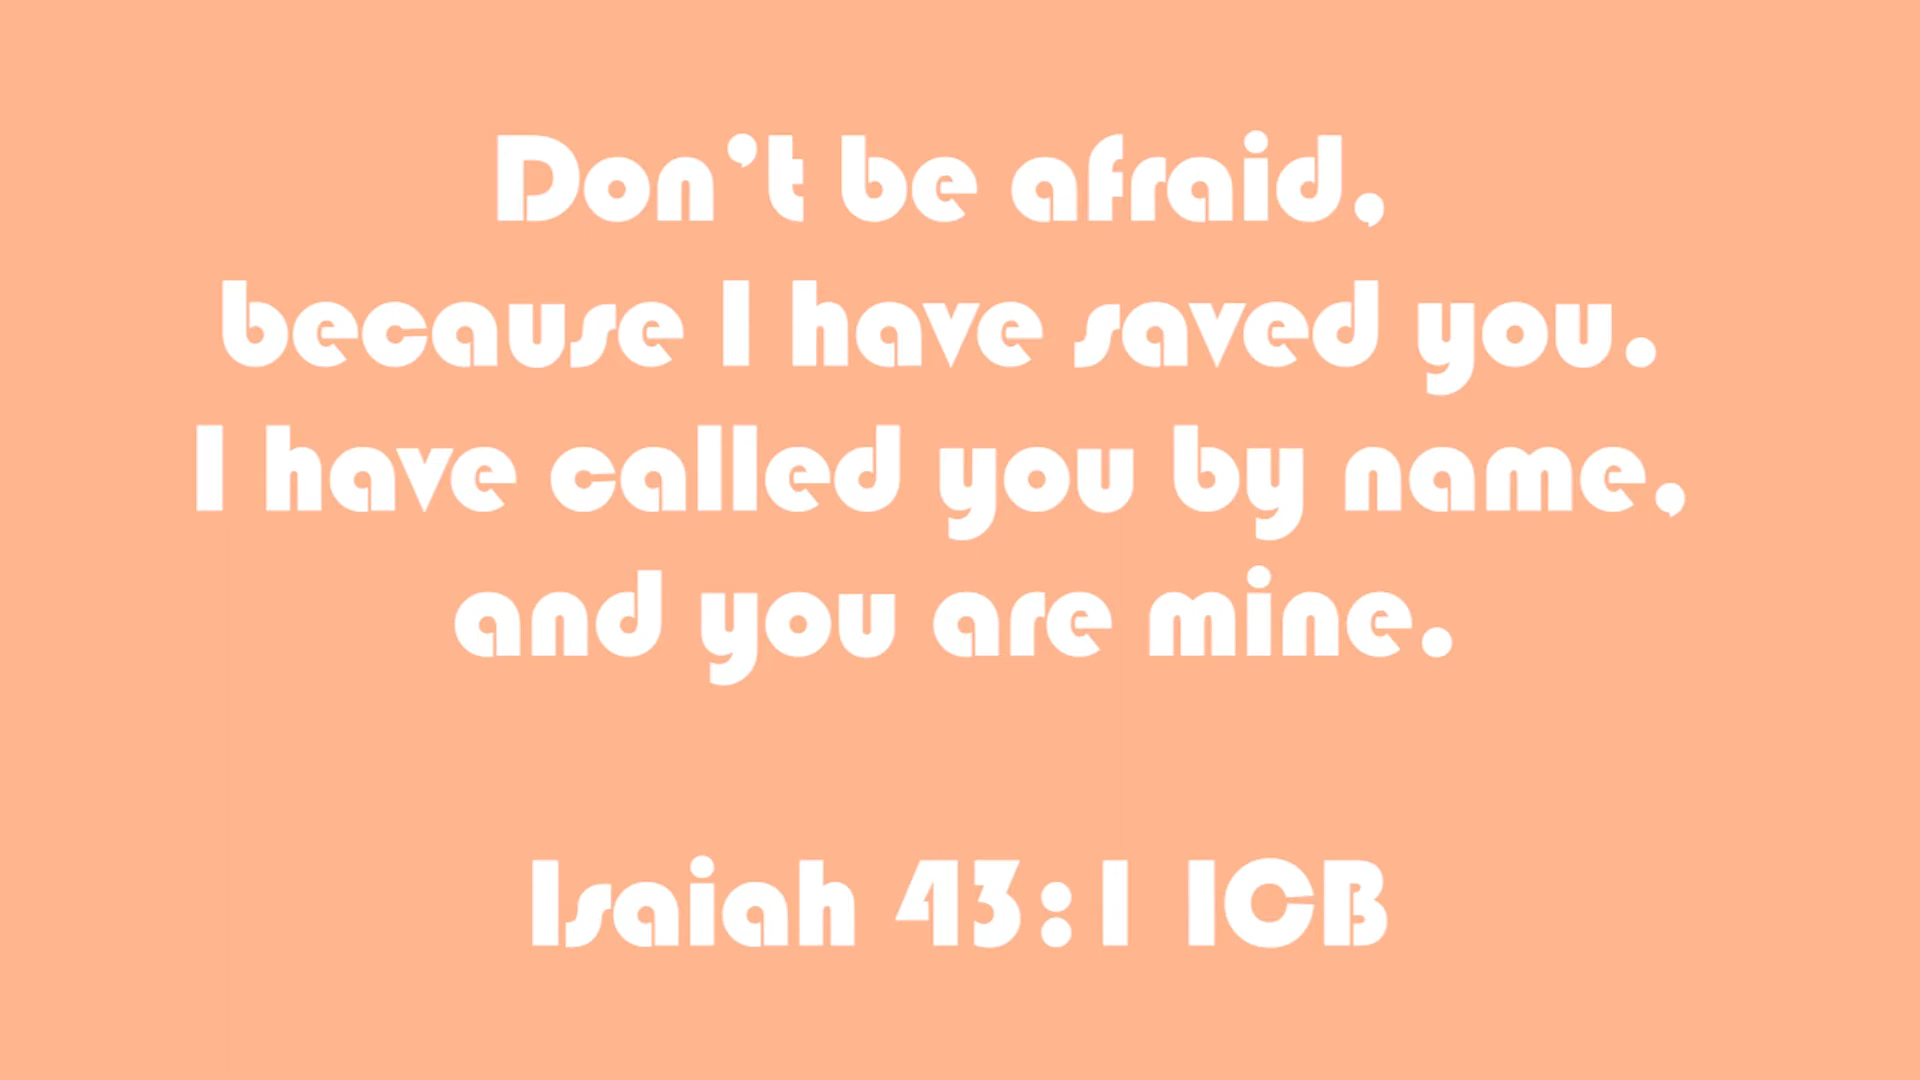 Don't be afraid,
because I have saved you.
I have called you by name,
and you are mine.
Isaiah 43:1 ICB